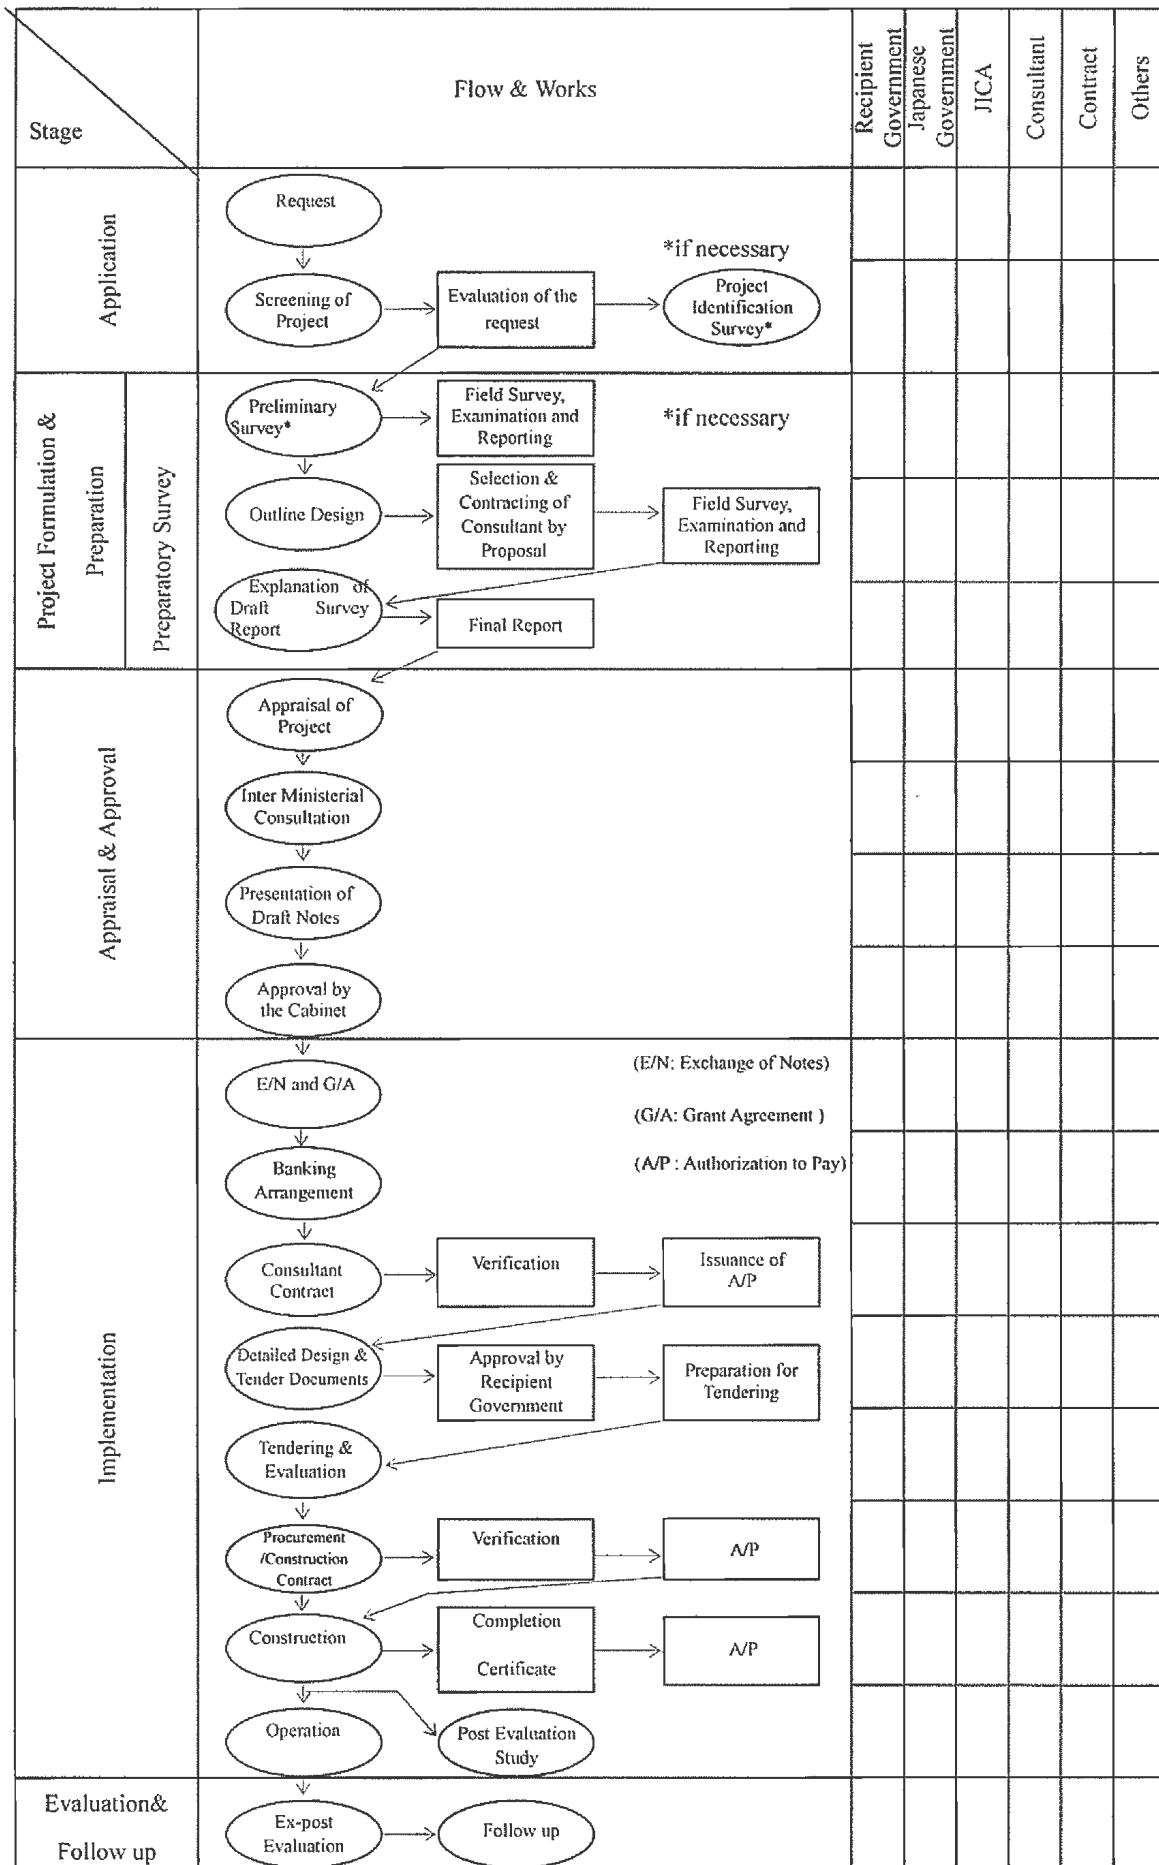 Stage
Flow & Works
Recipient
Government
Japanese
Government
JICA
Consultant
Contract
Others
Application
Request
*if necessary
Screening of
Project
Evaluation of the
request
Project
Identification
Survey*
Project Formulation &
Preparation
Preparatory Survey
Preliminary
Survey*
Field Survey,
Examination and
Reporting
*if necessary
Outline Design
Selection &
Contracting of
Consultant by
Proposal
Field Survey,
Examination and
Reporting
Explanation of
Draft Survey
Report
Final Report
Appraisal & Approval
Appraisal of
Project
Inter Ministerial
Consultation
Presentation of
Draft Notes
Approval by
the Cabinet
Implementation
E/N and G/A
(E/N: Exchange of Notes)
(G/A: Grant Agreement )
(A/P : Authorization to Pay)
Banking
Arrangement
Consultant
Contract
Verification
Issuance of
A/P
Detailed Design &
Tender Documents
Approval by
Recipient
Government
Preparation for
Tendering
Tendering &
Evaluation
Procurement
/Construction
Contract
Verification
A/P
Construction
Completion
Certificate
A/P
Operation
Post Evaluation
Study
Evaluation&
Follow up
Ex-post
Evaluation
Follow up